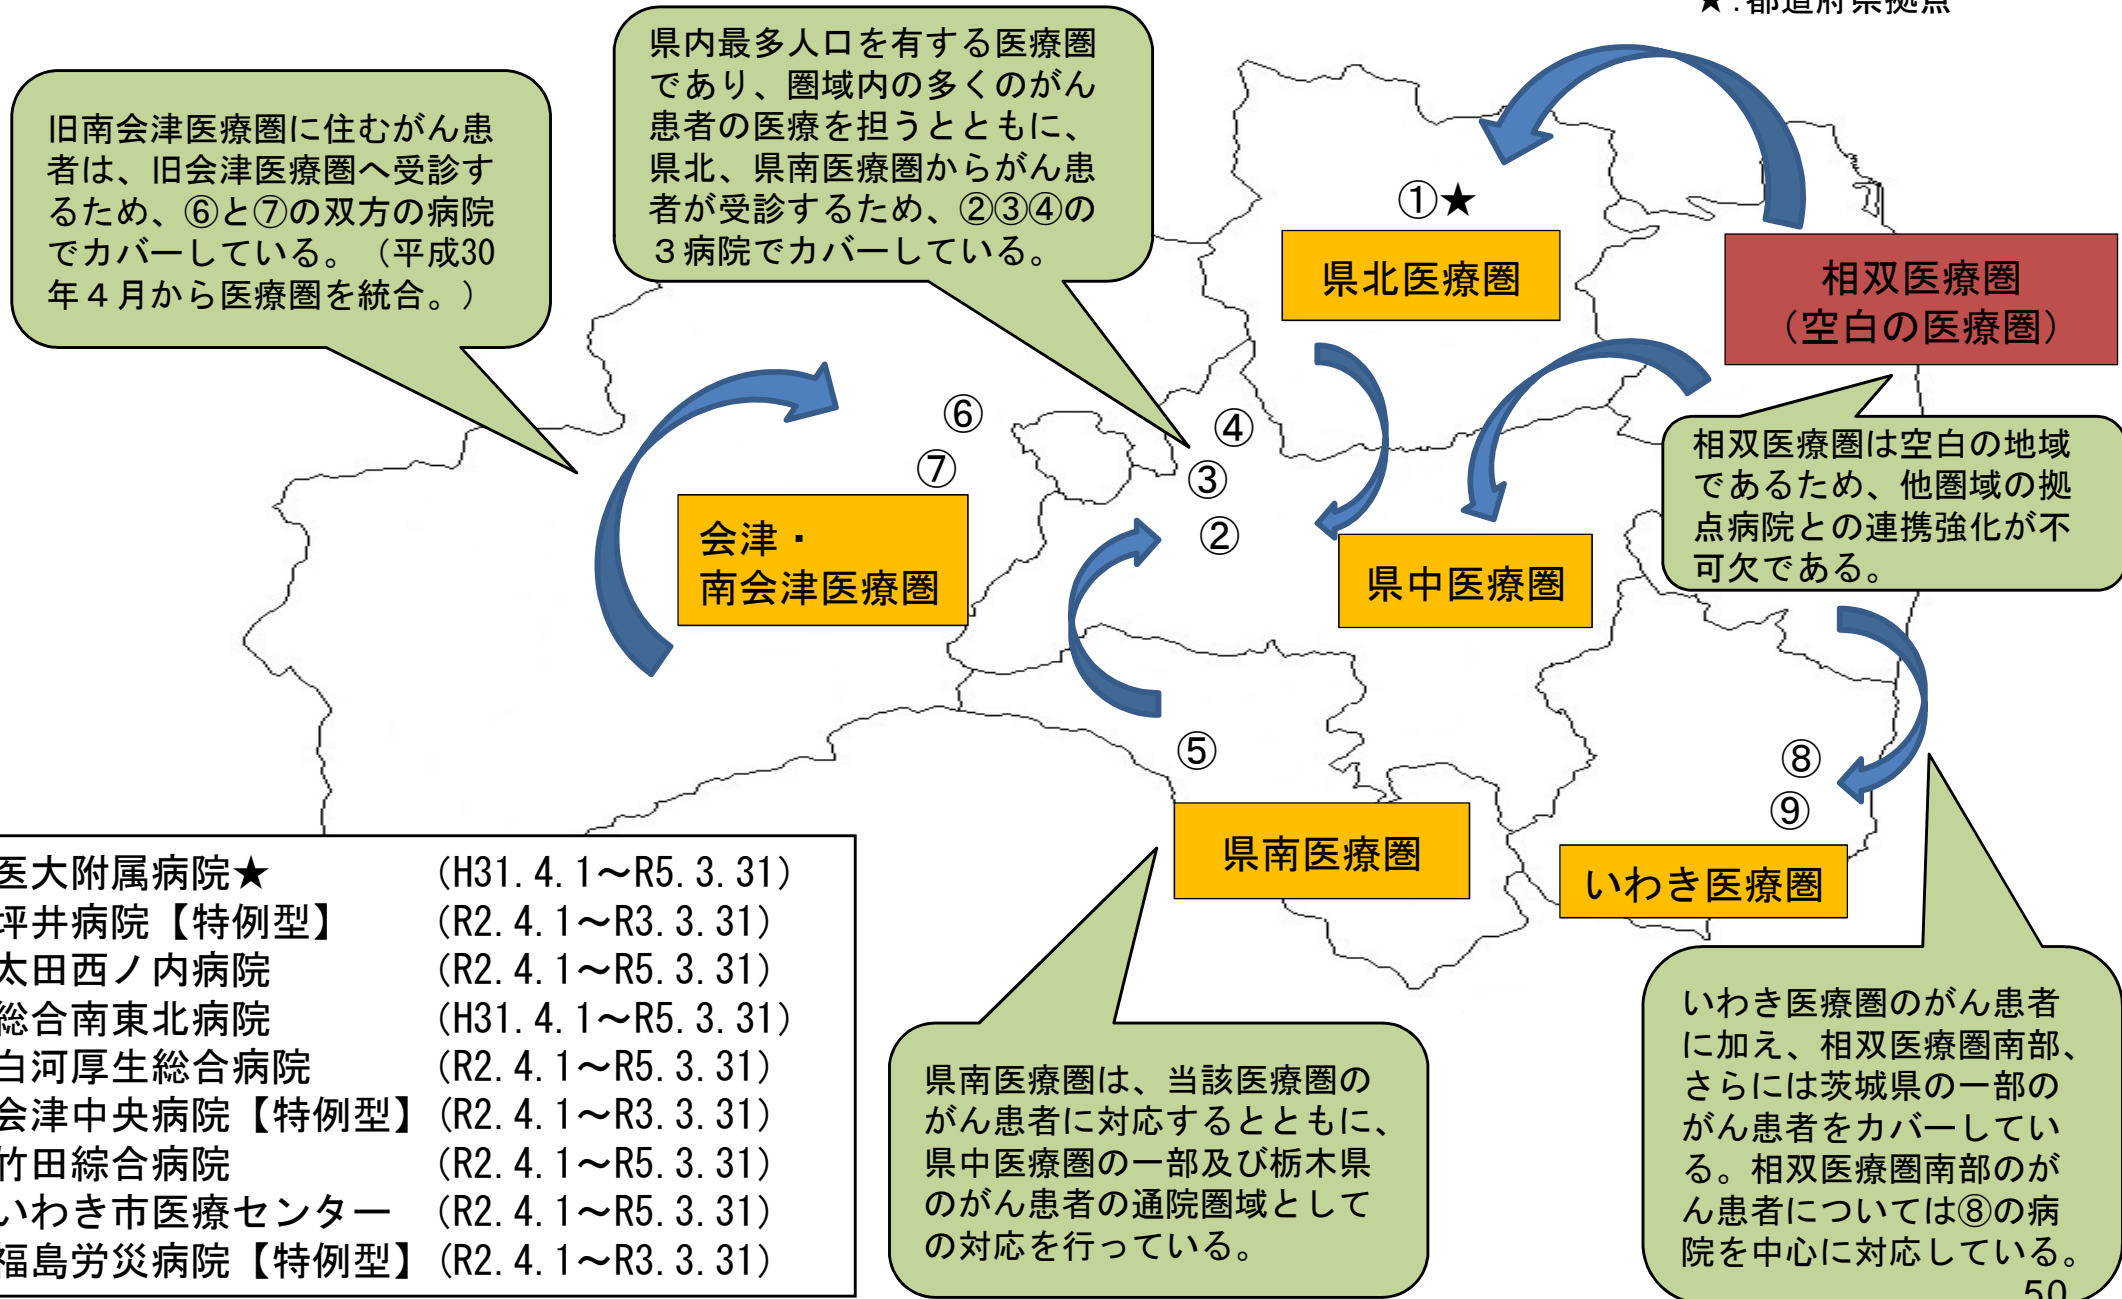 ★：都道府県拠点
旧南会津医療圏に住むがん患
者は、旧会津医療圏へ受診す
るため、⑥と⑦の双方の病院
でカバーしている。（平成30
年４月から医療圏を統合。）
県内最多人口を有する医療圏
であり、圏域内の多くのがん
患者の医療を担うとともに、
県北、県南医療圏からがん患
者が受診するため、②③④の
３病院でカバーしている。
①★
県北医療圏
相双医療圏
（空白の医療圏）
相双医療圏は空白の地域
であるため、他圏域の拠
点病院との連携強化が不
可欠である。
⑥
⑦
④
③
②
会津・
南会津医療圏
県中医療圏
⑤
県南医療圏
⑧
⑨
いわき医療圏
医大附属病院★ (H31.4.1～R5.3.31)
坪井病院【特例型】 (R2.4.1～R3.3.31)
太田西ノ内病院 (R2.4.1～R5.3.31)
総合南東北病院 (H31.4.1～R5.3.31)
白河厚生総合病院 (R2.4.1～R5.3.31)
会津中央病院【特例型】 (R2.4.1～R3.3.31)
竹田綜合病院 (R2.4.1～R5.3.31)
いわき市医療センター (R2.4.1～R5.3.31)
福島労災病院【特例型】 (R2.4.1～R3.3.31)
県南医療圏は、当該医療圏の
がん患者に対応するとともに、
県中医療圏の一部及び栃木県
のがん患者の通院圏域として
の対応を行っている。
いわき医療圏のがん患者
に加え、相双医療圏南部、
さらには茨城県の一部の
がん患者をカバーしてい
る。相双医療圏南部のが
ん患者については⑧の病
院を中心に対応している。
50